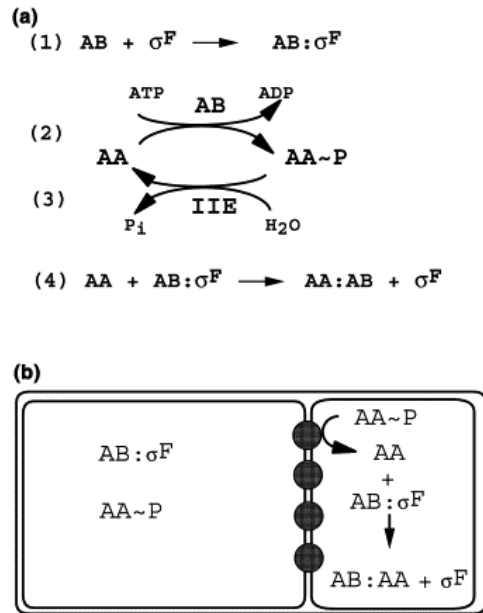 (a)
(1) AB + σF ⟶ AB:σF
ATP AB ADP
(2)
AA AA~P
(3)
Pi IIE H2O
(4) AA + AB:σF ⟶ AA:AB + σF
(b)
AA~P
AB:σF AA
+
AA~P AB:σF
AB:AA + σF